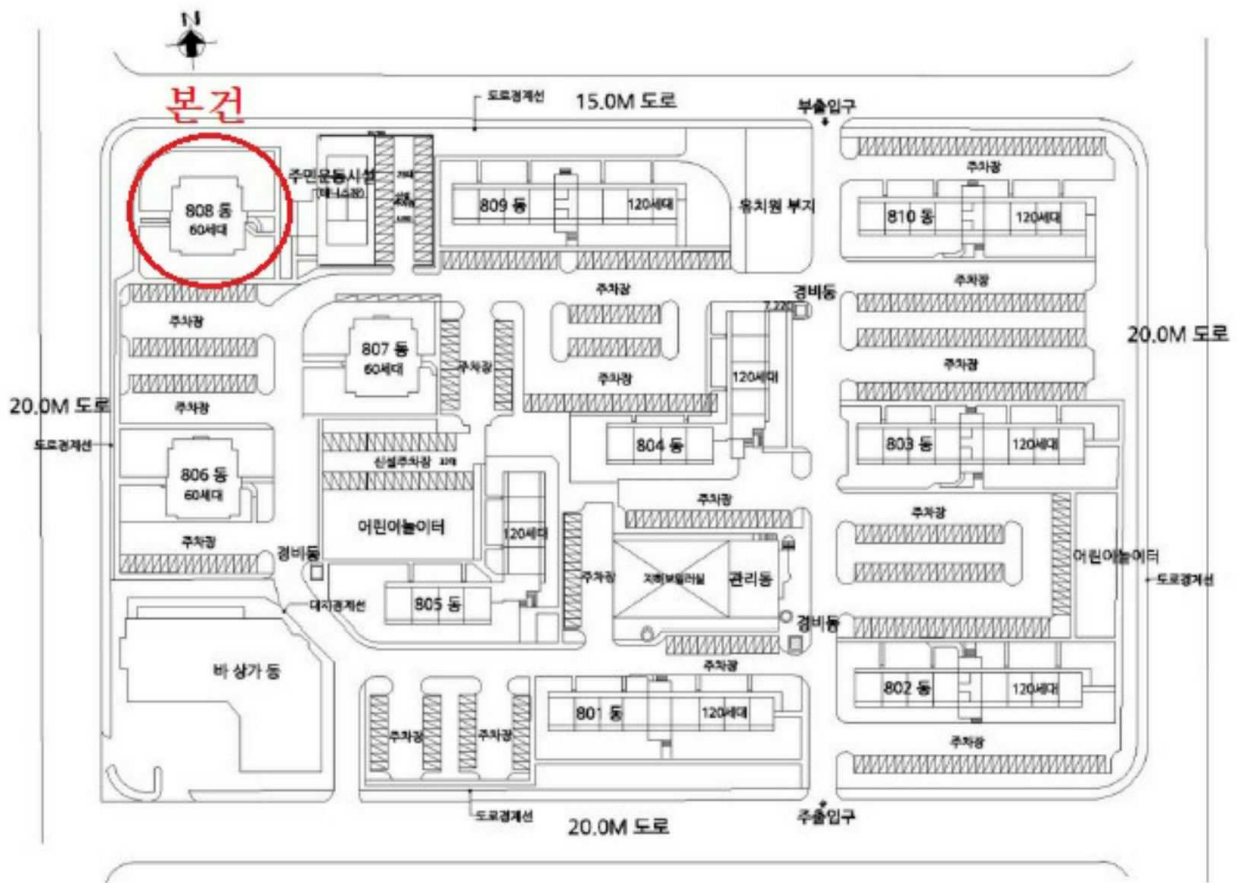 N
본건
도로경계선
15.0M 도로
부출입구
808 동
60세대
주민운동시설
(테니스장)
809 동
120세대
유치원 부지
주차장
810 동
120세대
주차장
주차장
주차장
경비동
주차장
20.0M 도로
807 동
60세대
주차장
주차장
120세대
주차장
주차장
20.0M 도로
도로경계선
806 동
60세대
신설주차장
804 동
803 동
120세대
주차장
주차장
어린이놀이터
120세대
주차장
경비동
주차장
지하보일러실
관리동
어린이놀이터
도로경계선
대지경계선
805 동
경비동
바 상가 동
주차장
802 동
120세대
801 동
120세대
주차장
주차장
주차장
도로경계선
20.0M 도로
주출입구